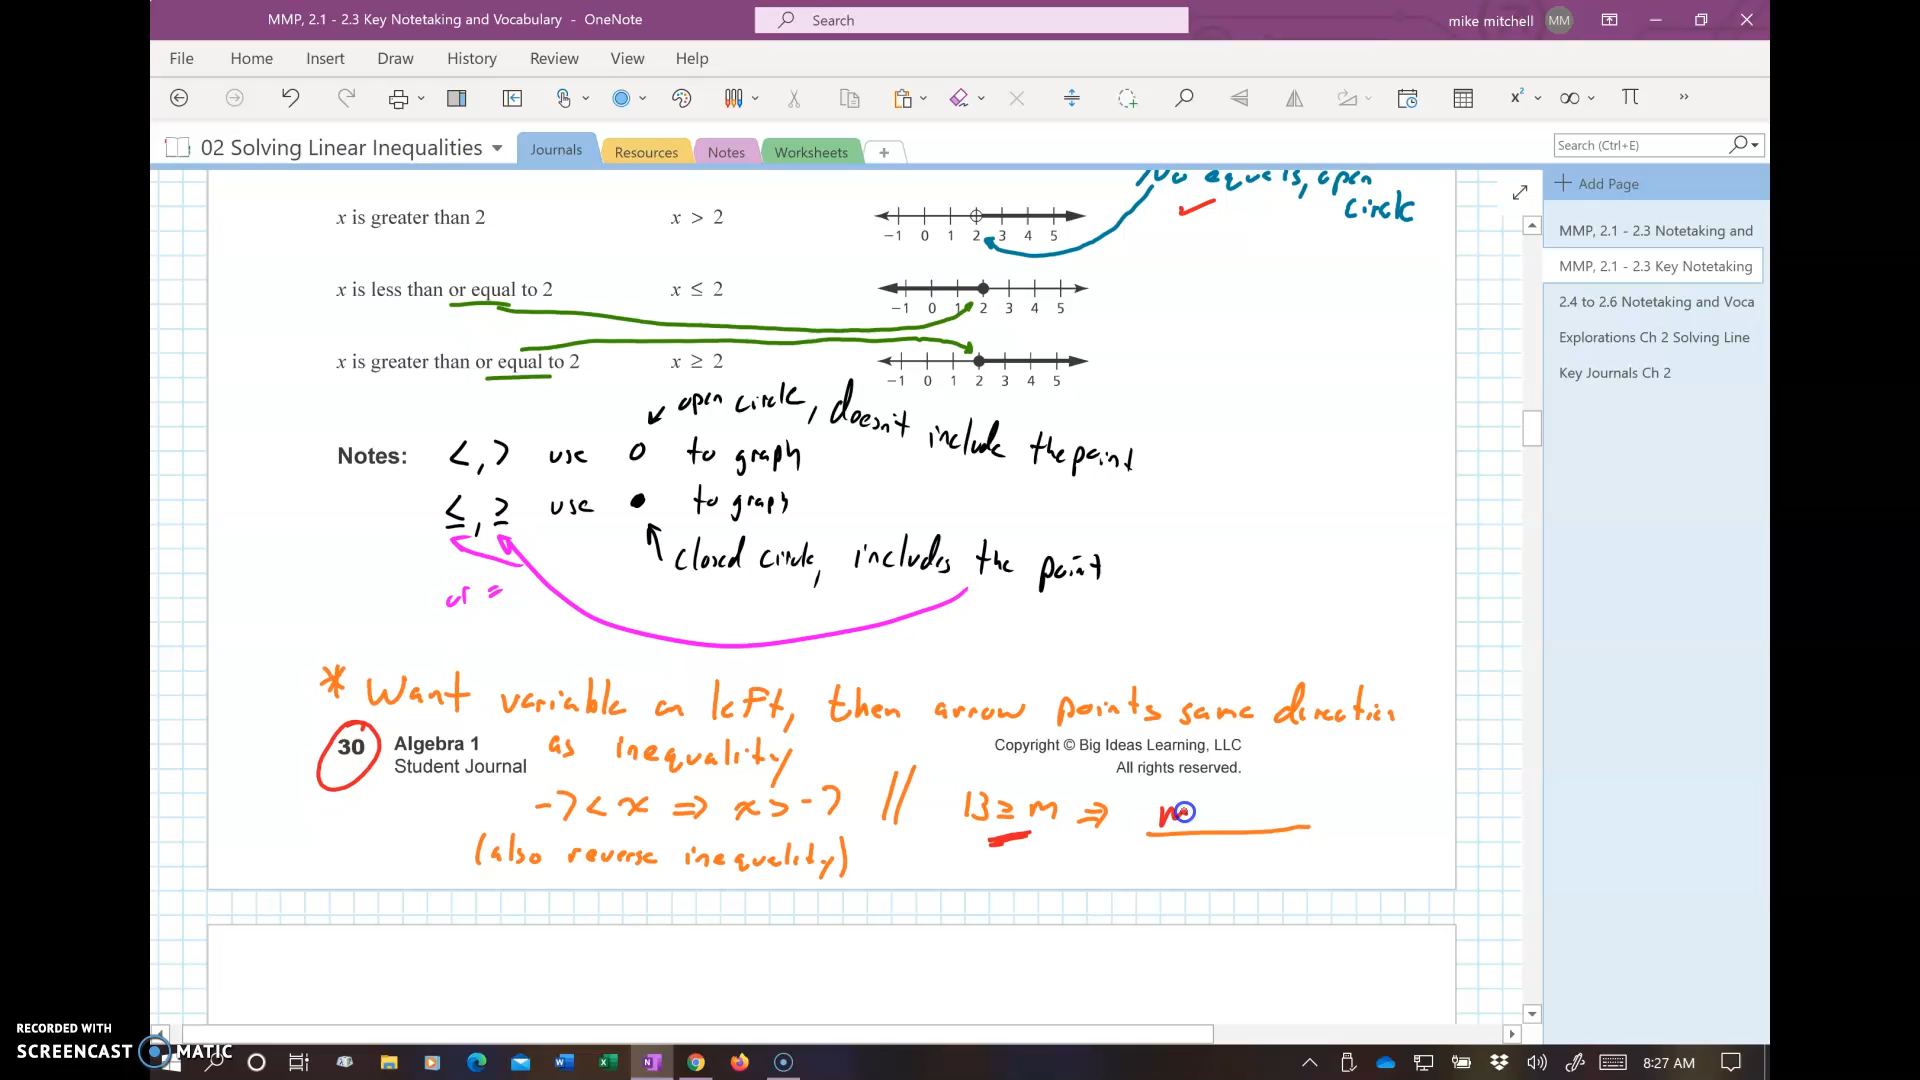 MMP, 2.1 - 2.3 Key Notetaking and Vocabulary - OneNote
Search
mike mitchell MM
File Home Insert Draw History Review View Help
02 Solving Linear Inequalities Journals Resources Notes Worksheets +
Search (Ctrl+E)
Add Page
MMP, 2.1 - 2.3 Notetaking and
MMP, 2.1 - 2.3 Key Notetaking
2.4 to 2.6 Notetaking and Voca
Explorations Ch 2 Solving Line
Key Journals Ch 2
No equals, open
circle
x is greater than 2 x > 2
−1 0 1 2 3 4 5
x is less than or equal to 2 x ≤ 2
−1 0 1 2 3 4 5
x is greater than or equal to 2 x ≥ 2
−1 0 1 2 3 4 5
open circle, doesn't include the point
Notes: <, > use o to graph
≤, ≥ use ● to graph
closed circle, includes the point
or =
* Want variable on left, then arrow points same direction
as inequality
30 Algebra 1
Student Journal
Copyright © Big Ideas Learning, LLC
All rights reserved.
-7 < x ⇒ x > -7 // 13 ≥ m ⇒ m
(also reverse inequality)
RECORDED WITH
SCREENCAST MATIC
8:27 AM